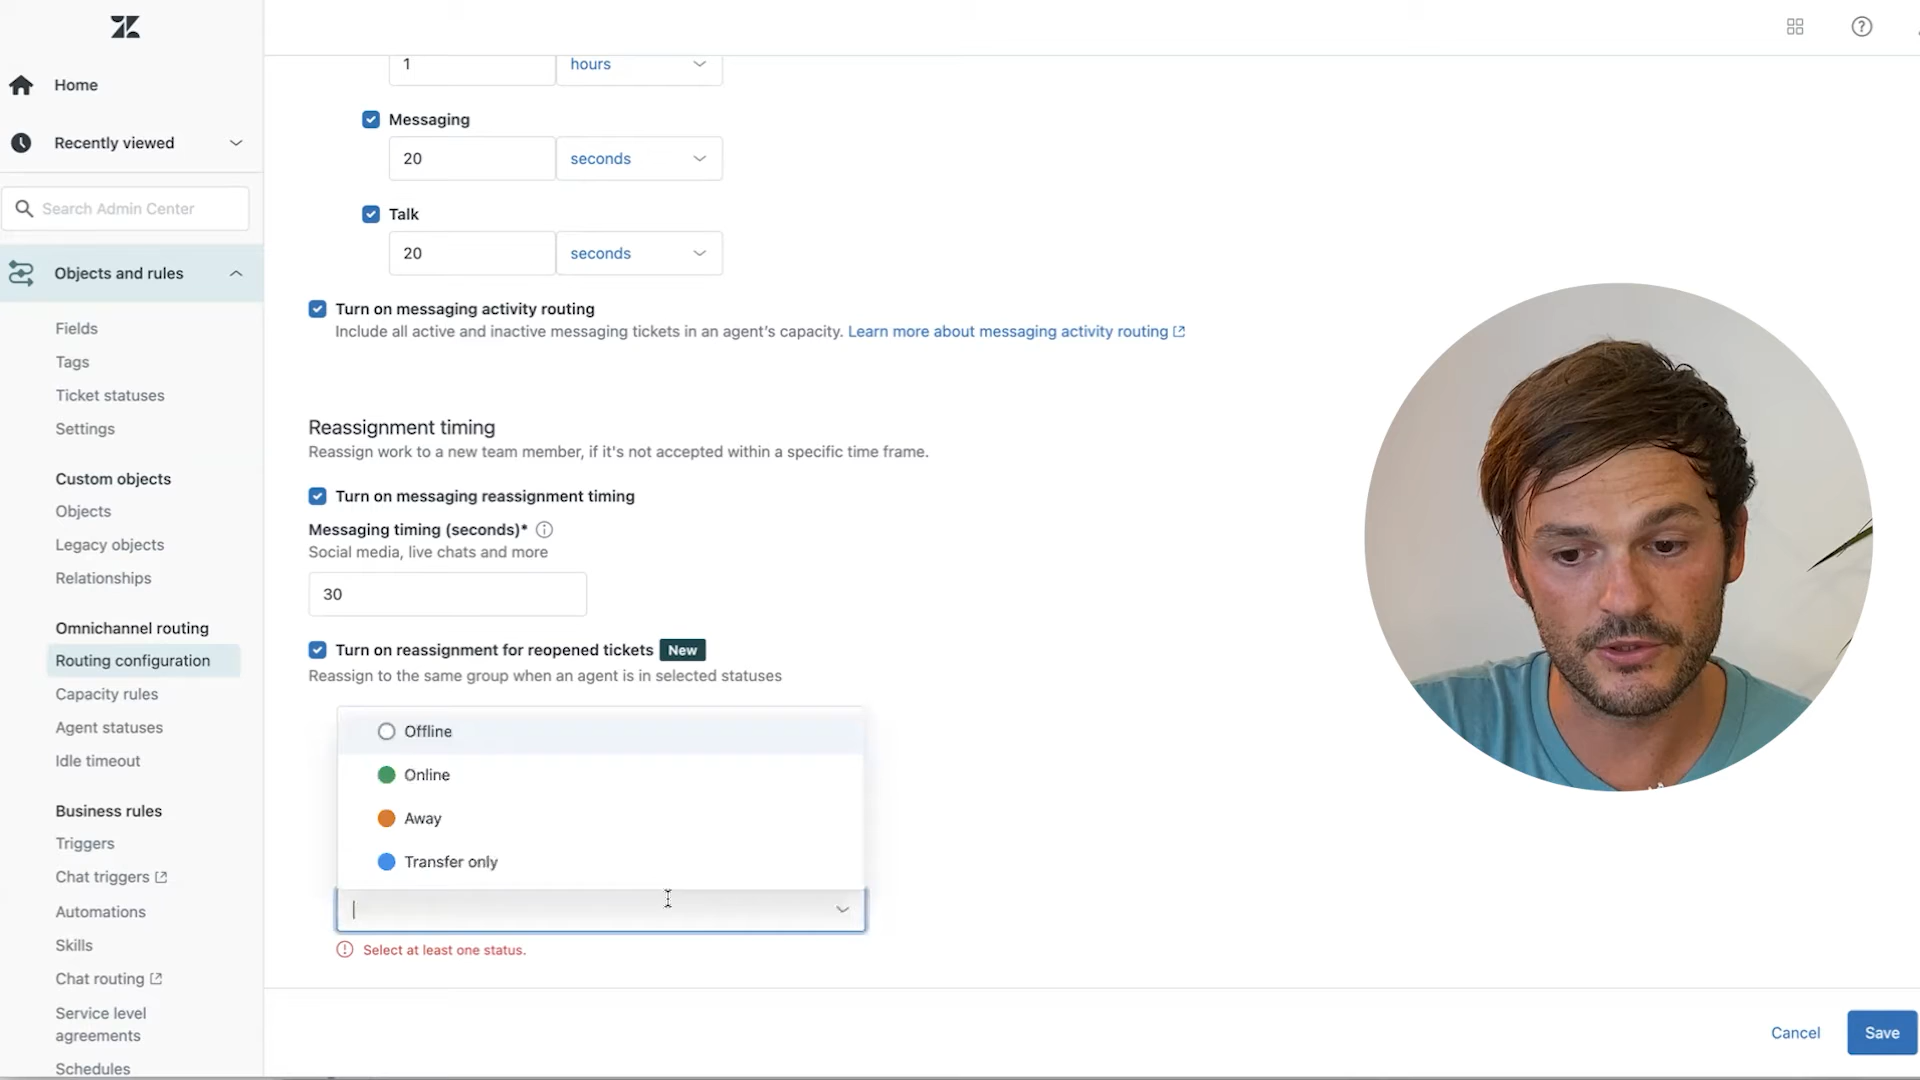 Home
Recently viewed
Search Admin Center
Objects and rules
Fields
Tags
Ticket statuses
Settings
Custom objects
Objects
Legacy objects
Relationships
Omnichannel routing
Routing configuration
Capacity rules
Agent statuses
Idle timeout
Business rules
Triggers
Chat triggers
Automations
Skills
Chat routing
Service level
agreements
Schedules
1 hours
Messaging
20 seconds
Talk
20 seconds
Turn on messaging activity routing
Include all active and inactive messaging tickets in an agent's capacity. Learn more about messaging activity routing
Reassignment timing
Reassign work to a new team member, if it's not accepted within a specific time frame.
Turn on messaging reassignment timing
Messaging timing (seconds)*
Social media, live chats and more
30
Turn on reassignment for reopened tickets New
Reassign to the same group when an agent is in selected statuses
Offline
Online
Away
Transfer only
Select at least one status.
Cancel Save